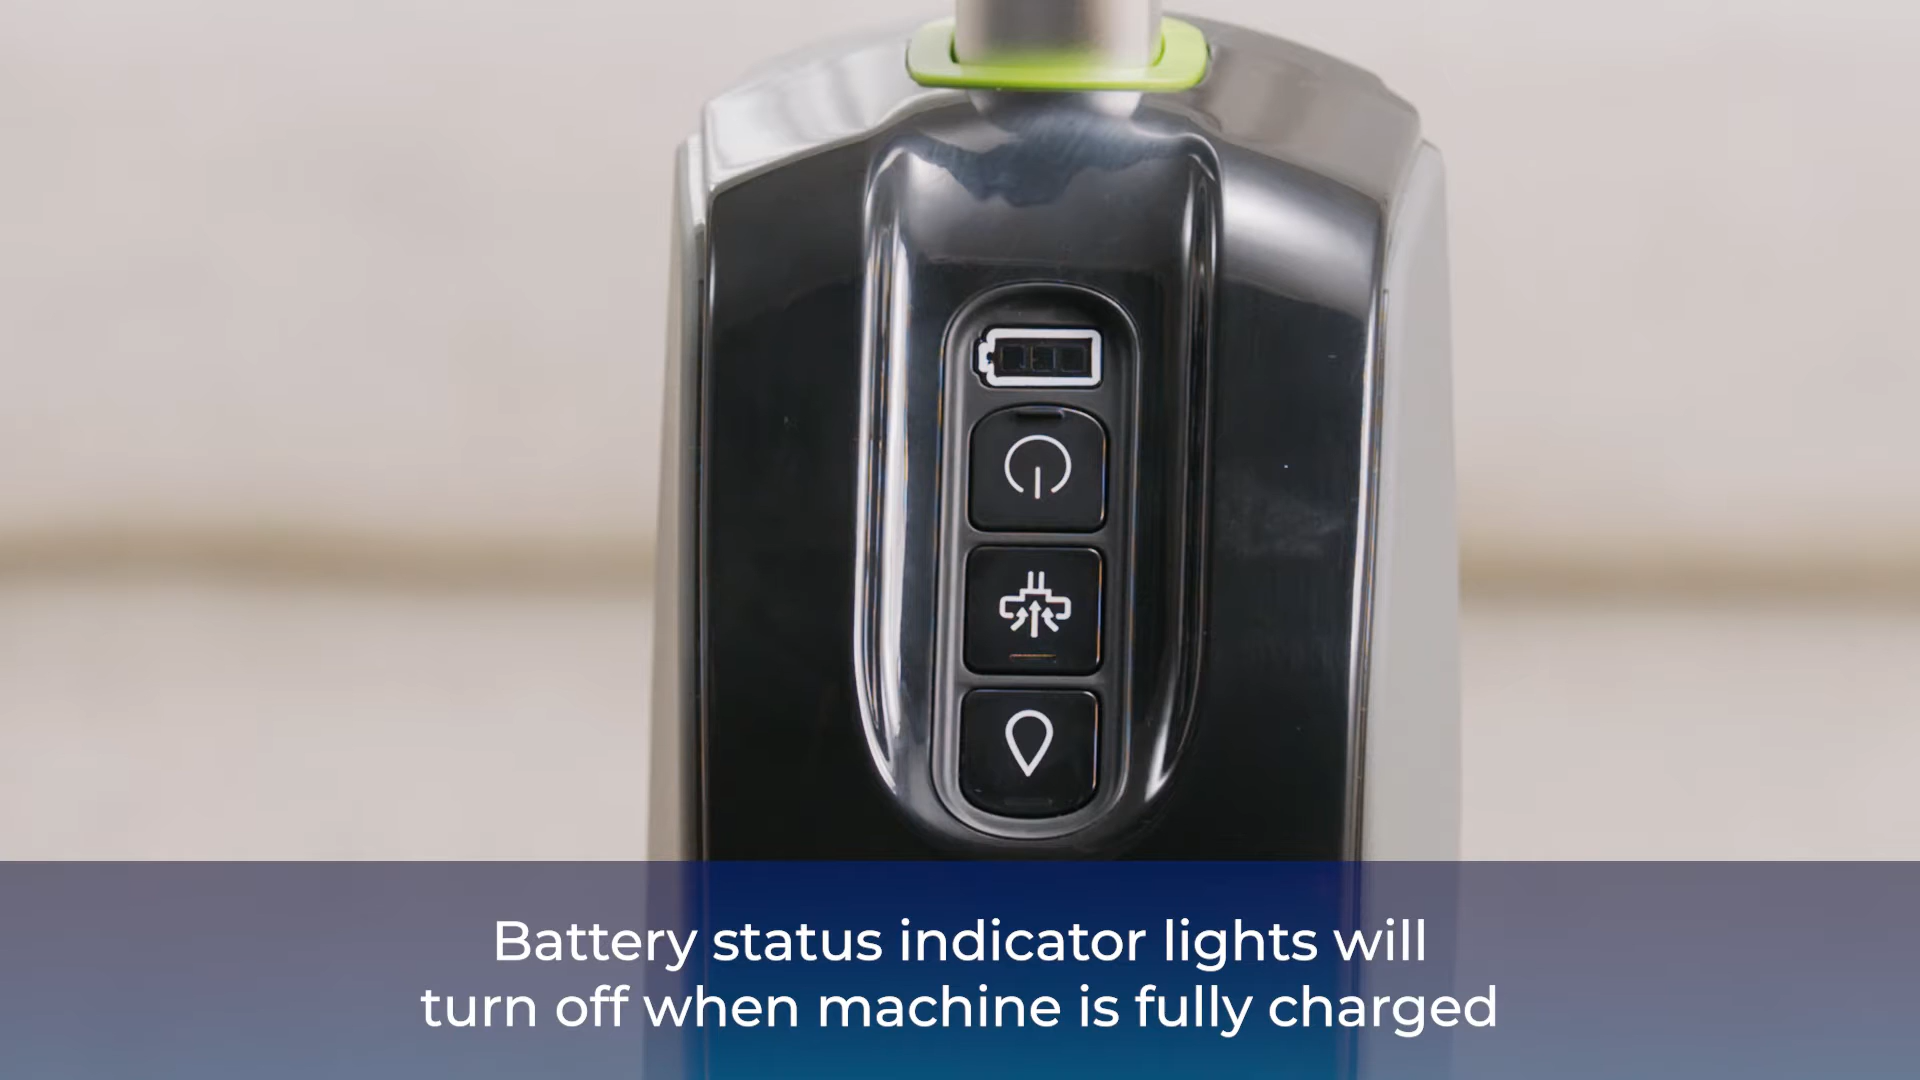 Battery status indicator lights will
turn off when machine is fully charged